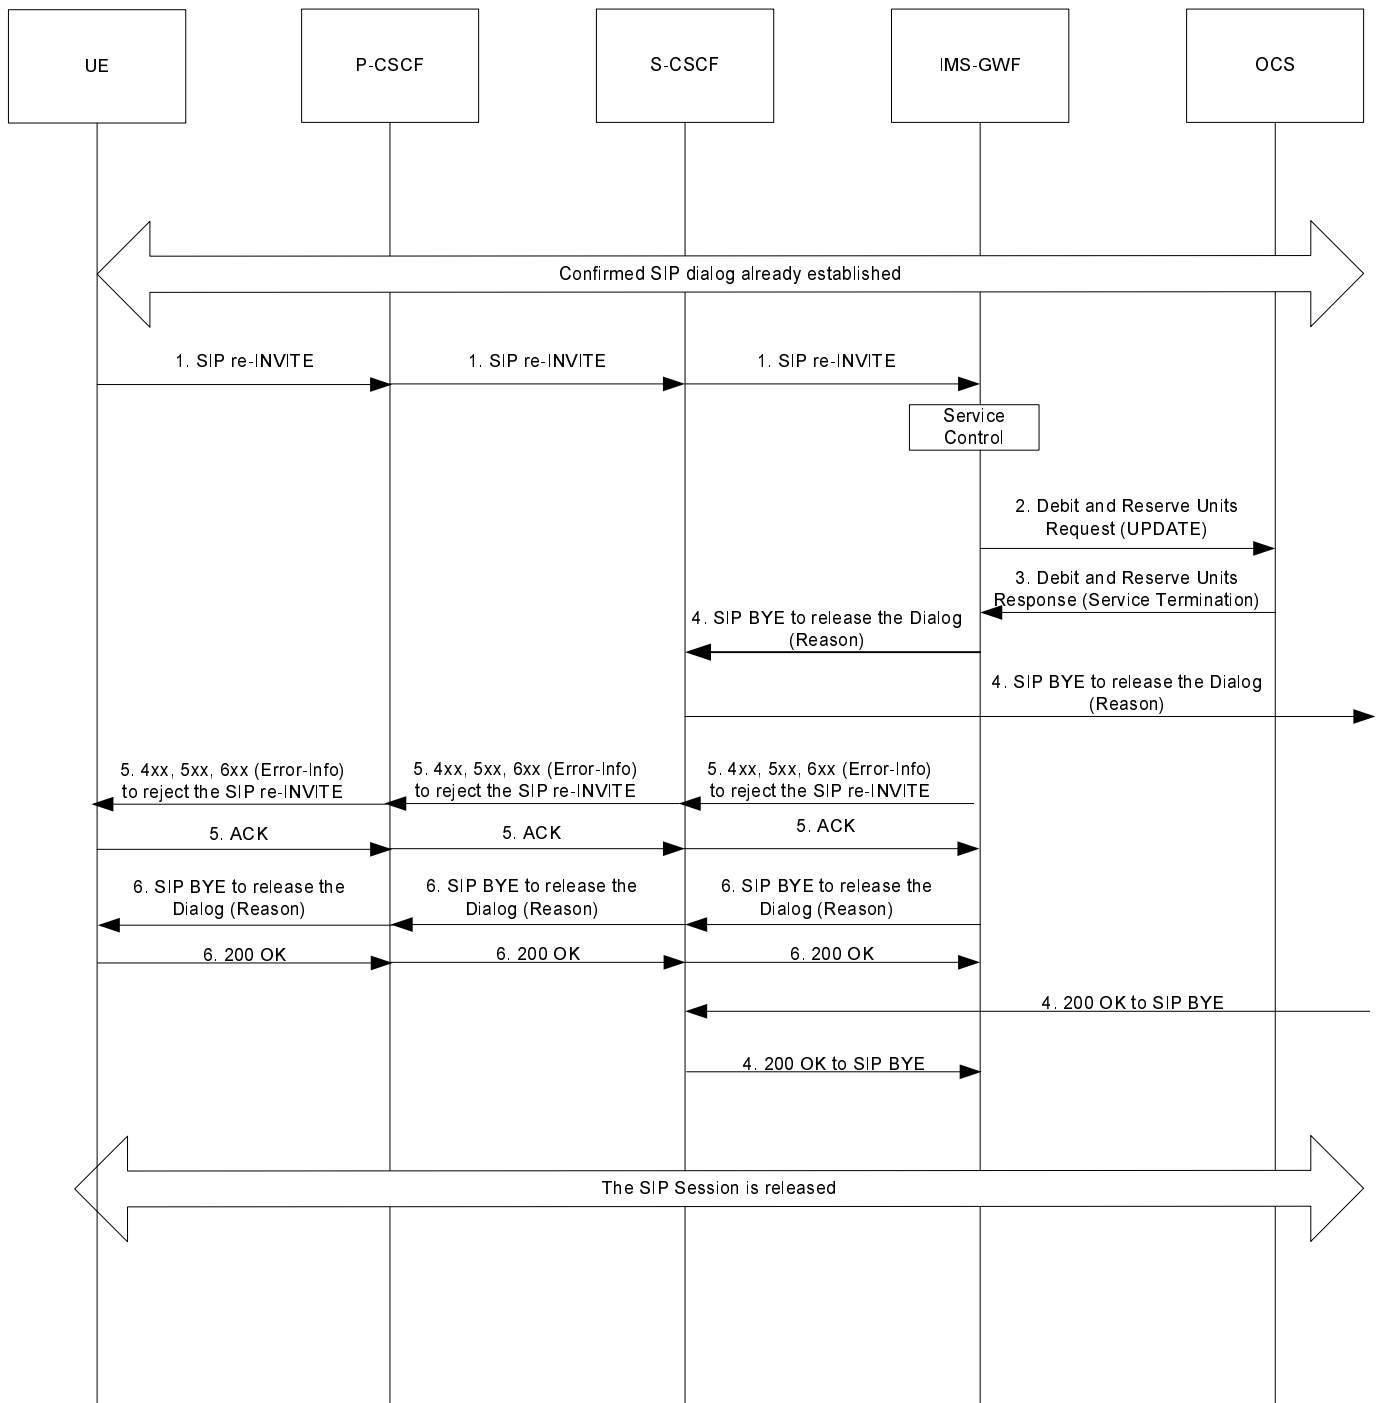 UE
P-CSCF
S-CSCF
IMS-GWF
OCS
Confirmed SIP dialog already established
1. SIP re-INVITE
1. SIP re-INVITE
1. SIP re-INVITE
Service
Control
2. Debit and Reserve Units
Request (UPDATE)
3. Debit and Reserve Units
Response (Service Termination)
4. SIP BYE to release the Dialog
(Reason)
4. SIP BYE to release the Dialog
(Reason)
5. 4xx, 5xx, 6xx (Error-Info)
to reject the SIP re-INVITE
5. 4xx, 5xx, 6xx (Error-Info)
to reject the SIP re-INVITE
5. 4xx, 5xx, 6xx (Error-Info)
to reject the SIP re-INVITE
5. ACK
5. ACK
5. ACK
6. SIP BYE to release the
Dialog (Reason)
6. SIP BYE to release the
Dialog (Reason)
6. SIP BYE to release the
Dialog (Reason)
6. 200 OK
6. 200 OK
6. 200 OK
4. 200 OK to SIP BYE
4. 200 OK to SIP BYE
The SIP Session is released